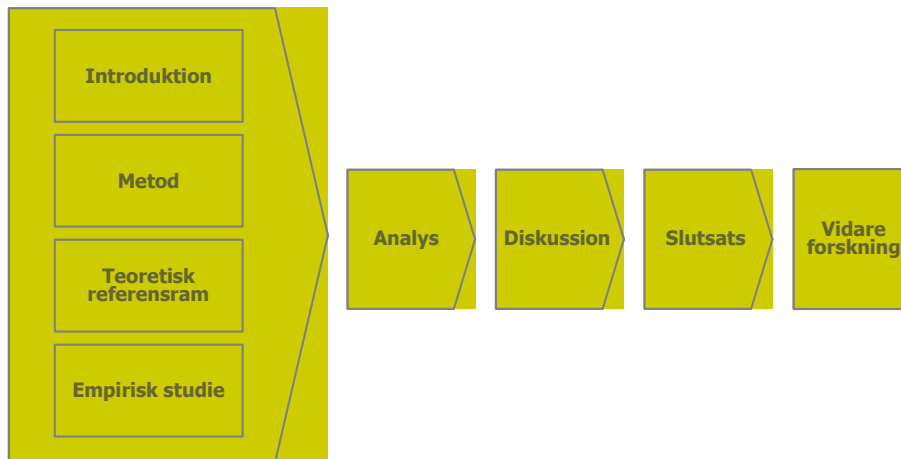 Introduktion
Metod
Teoretisk
referensram
Empirisk studie
Analys
Diskussion
Slutsats
Vidare
forskning